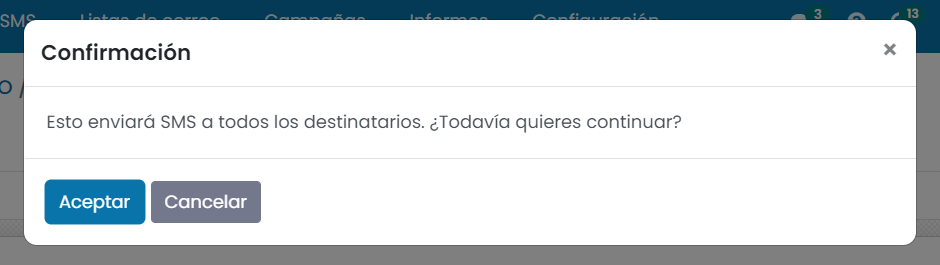 SMS Listas de correo Campañas Informes Configuración 3 13
Confirmación ×
Esto enviará SMS a todos los destinatarios. ¿Todavía quieres continuar?
Aceptar Cancelar